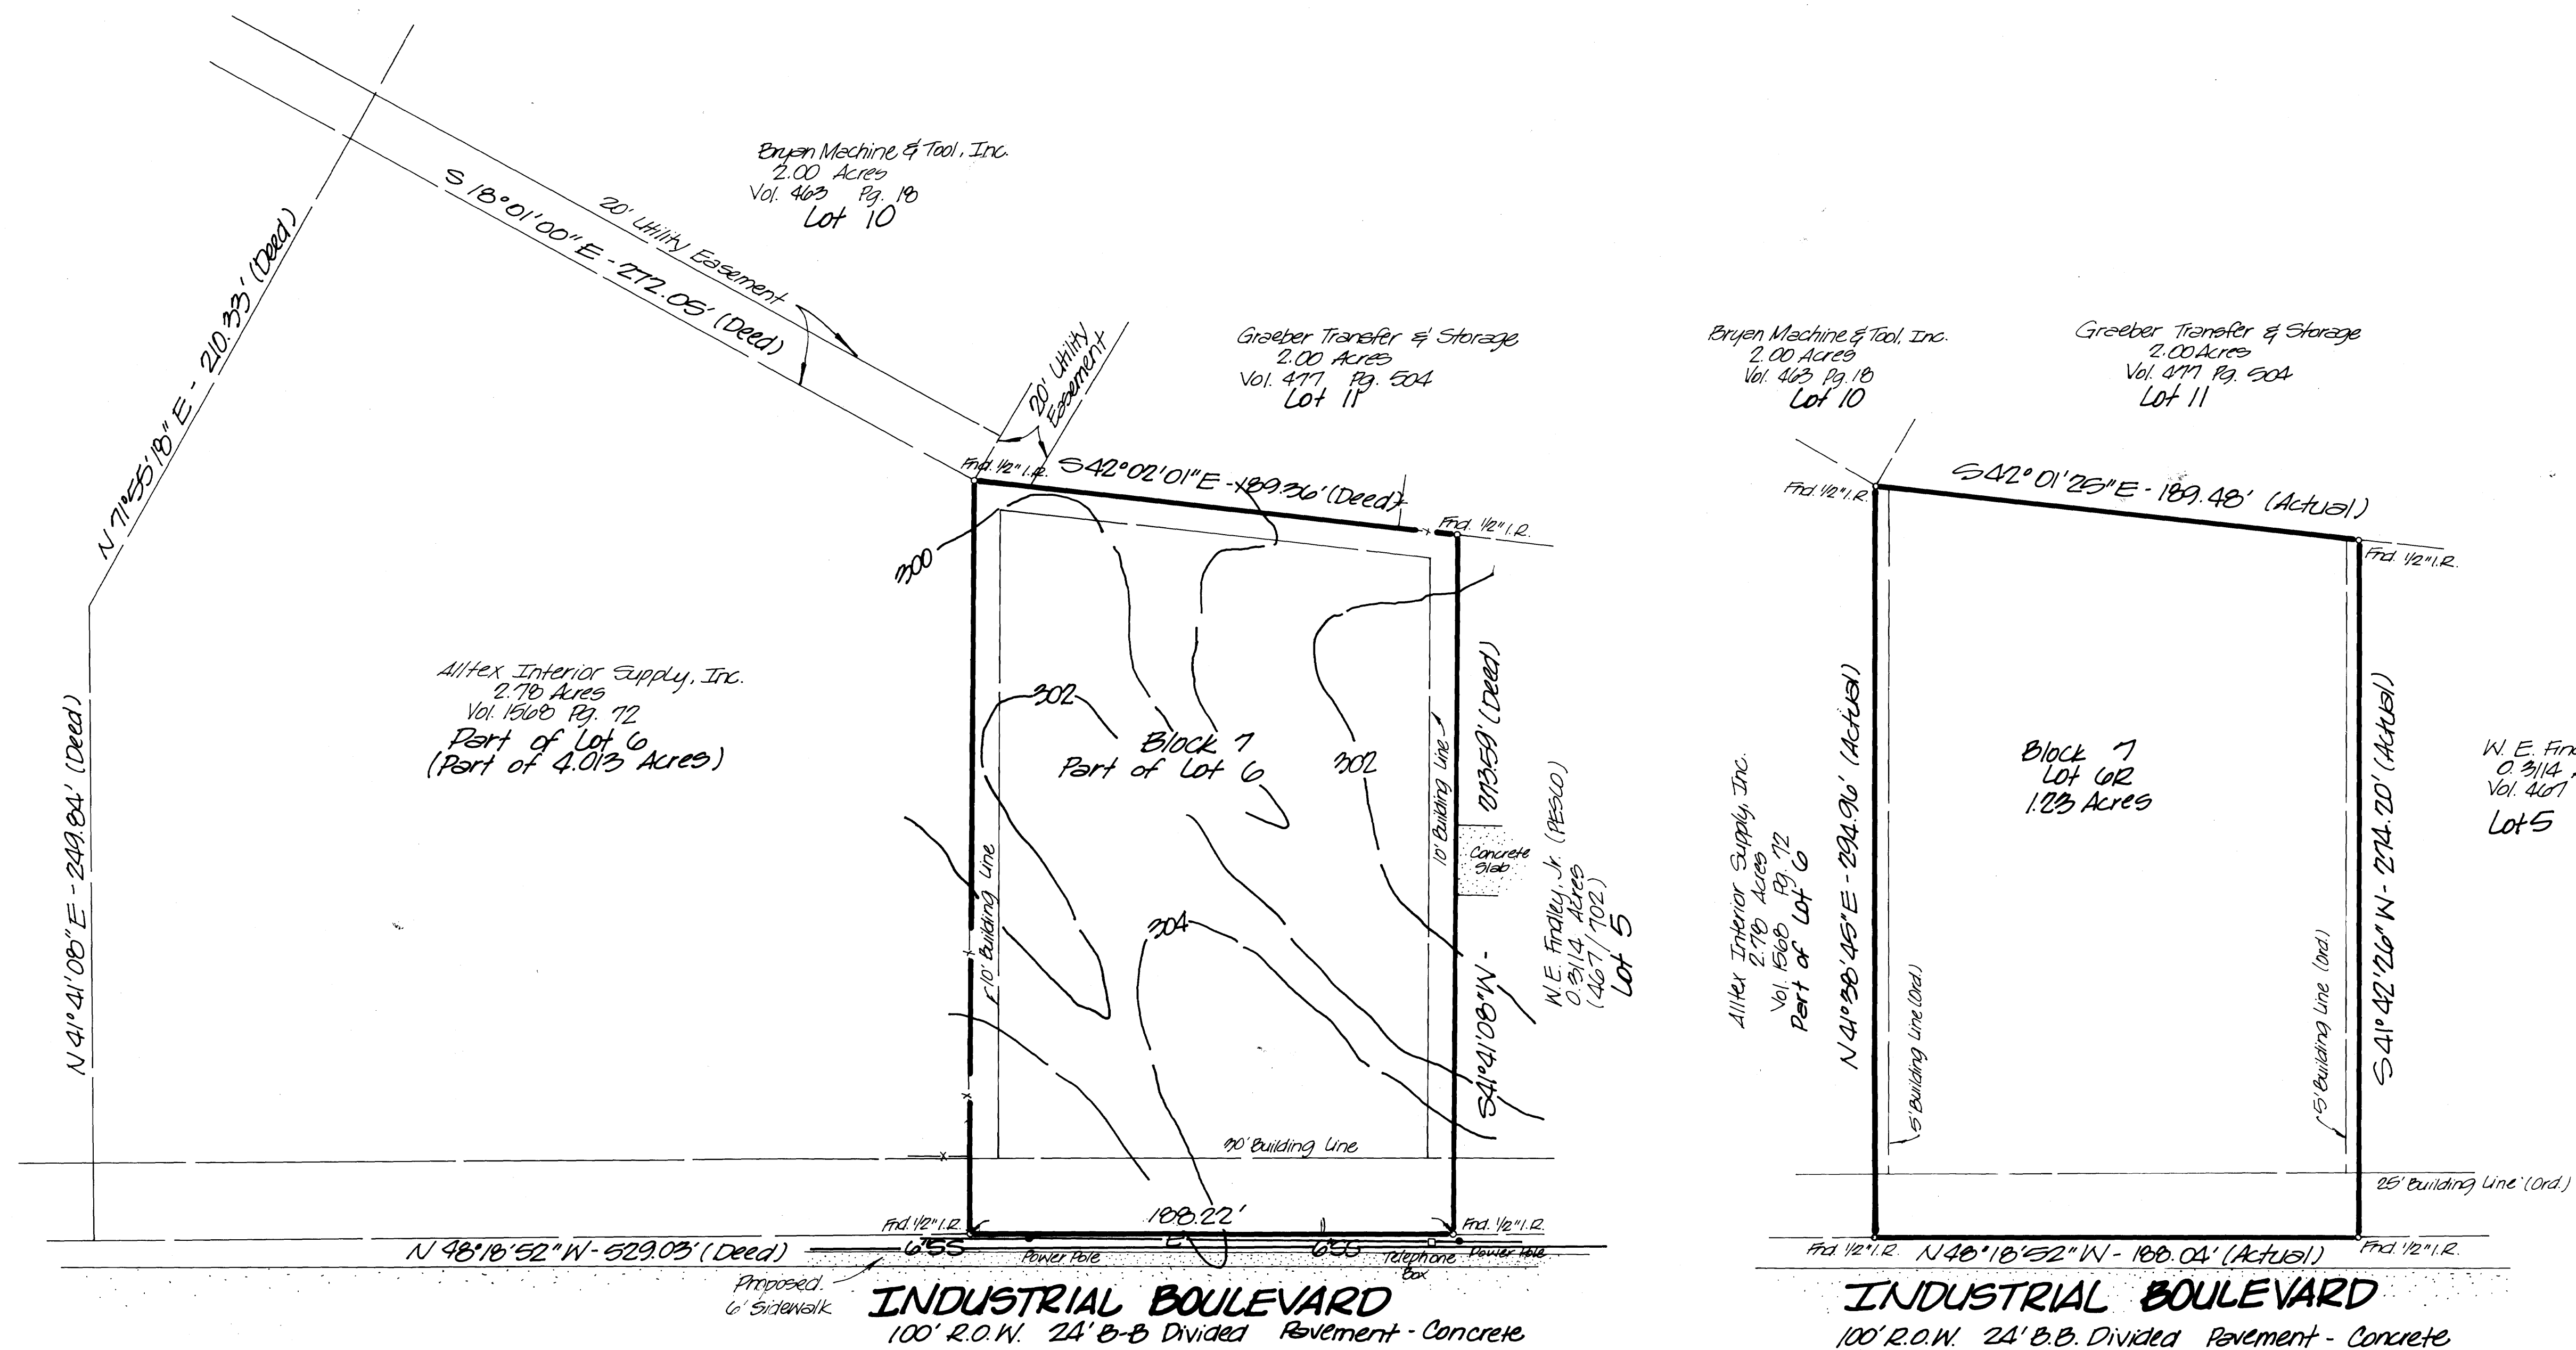 Bryan Machine & Tool, Inc.
2.00 Acres
Vol. 463 Pg. 18
Lot 10
20' Utility Easement
S 18°01'00" E - 272.05' (Deed)
N 71°55'18" E - 210.33' (Deed)
N 41°41'08" E - 249.84' (Deed)
20' Utility
Easement
Graeber Transfer & Storage
2.00 Acres
Vol. 477 Pg. 504
Lot 11
Fnd. 1/2" I.R.
S 42°02'01" E - 189.36' (Deed)
Fnd. 1/2" I.R.
300
Alltex Interior Supply, Inc.
2.78 Acres
Vol. 1568 Pg. 72
Part of Lot 6
(Part of 4.013 Acres)
302
Block 7
Part of Lot 6
302
304
10' Building Line
10' Building Line
S 41°41'08" W - 273.59' (Deed)
Concrete
Slab
W. E. Findley, Jr. (PESCO)
0.3114 Acres
(467/702)
Lot 5
30' Building Line
188.22'
Fnd. 1/2" I.R.
Fnd. 1/2" I.R.
N 48°18'52" W - 529.03' (Deed)
6"SS
Power Pole
E
6"SS
Telephone
Box
Power Pole
Proposed
6' Sidewalk
INDUSTRIAL BOULEVARD
100' R.O.W. 24' B-B Divided Pavement - Concrete
Bryan Machine & Tool, Inc.
2.00 Acres
Vol. 463 Pg. 18
Lot 10
Graeber Transfer & Storage
2.00 Acres
Vol. 477 Pg. 504
Lot 11
Fnd. 1/2" I.R.
S 42°01'25" E - 189.48' (Actual)
Fnd. 1/2" I.R.
Alltex Interior Supply, Inc.
2.78 Acres
Vol. 1568 Pg. 72
Part of Lot 6
N 41°38'45" E - 294.96' (Actual)
Block 7
Lot 6R
1.23 Acres
S 41°42'26" W - 274.20' (Actual)
W. E. Fin
0.3114
Vol. 467
Lot 5
5' Building Line (Ord.)
5' Building Line (Ord.)
25' Building Line (Ord.)
Fnd. 1/2" I.R.
N 48°18'52" W - 188.04' (Actual)
Fnd. 1/2" I.R.
INDUSTRIAL BOULEVARD
100' R.O.W. 24' B.B. Divided Pavement - Concrete